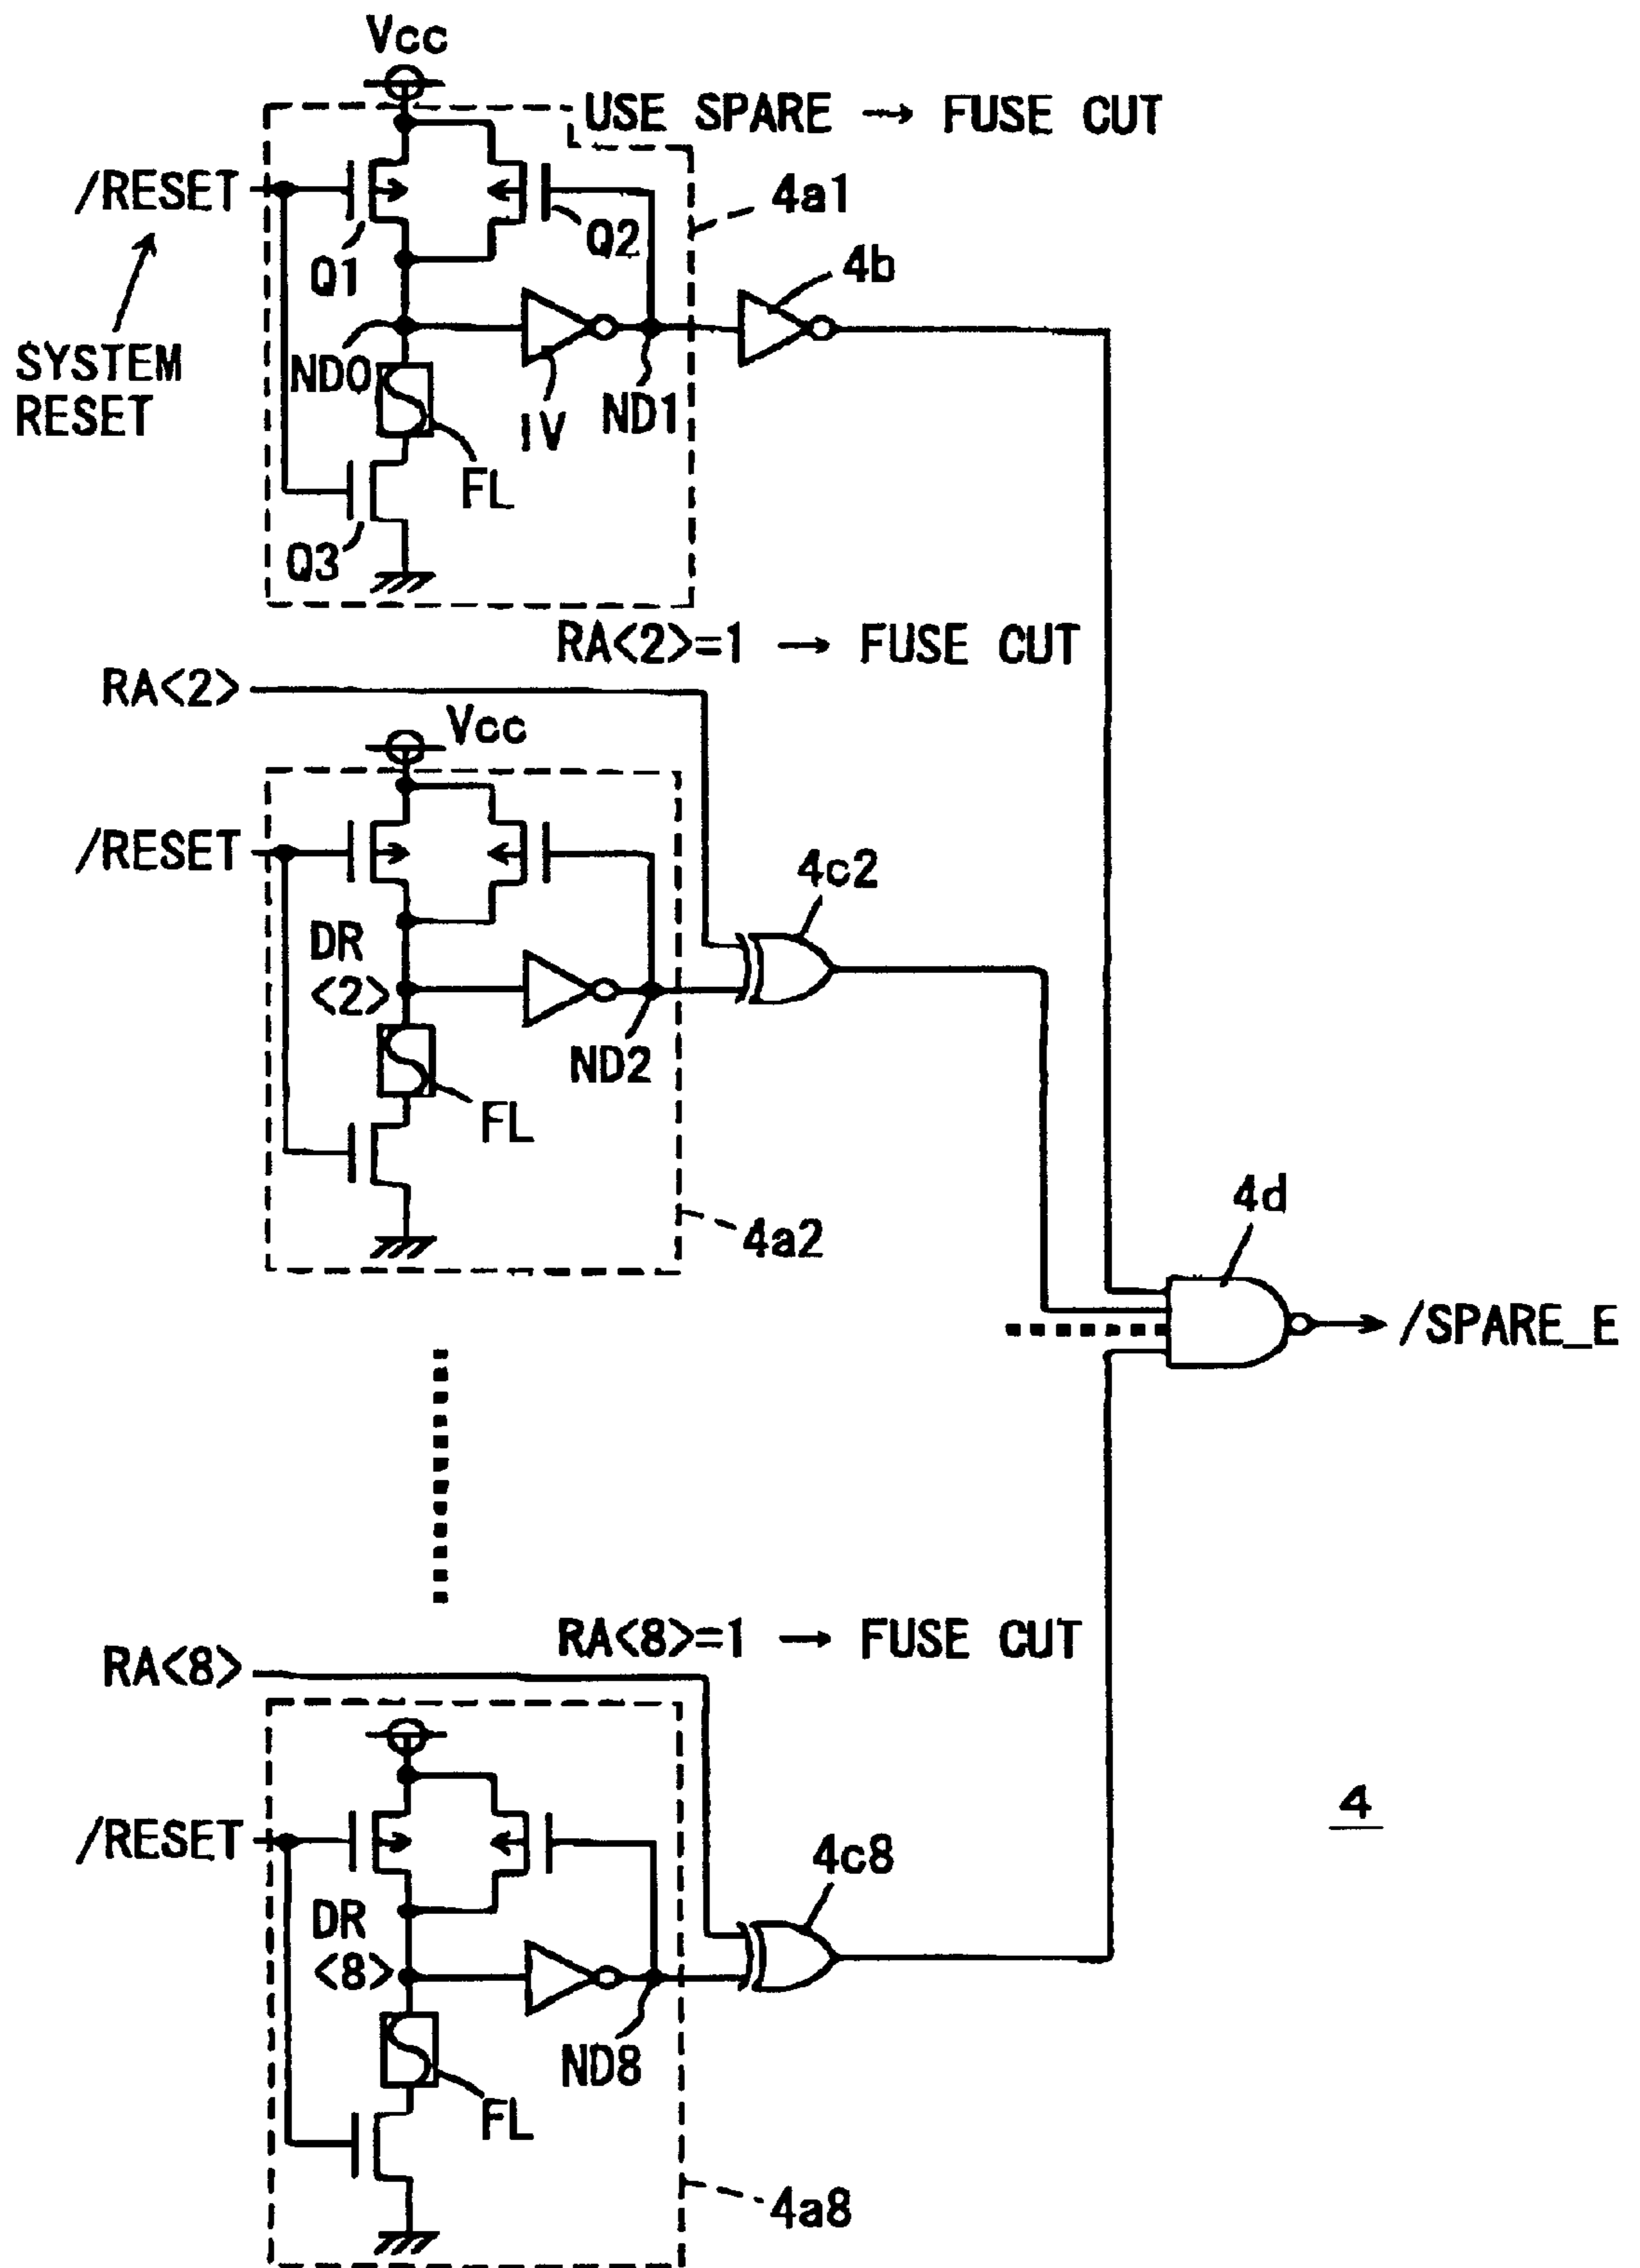 Vcc
USE SPARE → FUSE CUT
/RESET
4a1
Q1
Q2
4b
SYSTEM
RESET
ND0
IV
ND1
FL
Q3
RA<2>=1 → FUSE CUT
RA<2>
Vcc
/RESET
4c2
DR
<2>
ND2
FL
4a2
4d
/SPARE_E
RA<8>=1 → FUSE CUT
RA<8>
4
/RESET
4c8
DR
<8>
ND8
FL
4a8